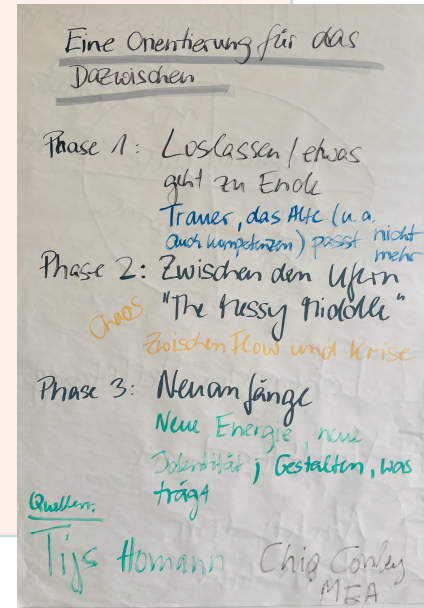 Eine Orientierung für das
Dazwischen
Phase 1: Loslassen / etwas
geht zu Ende
Trauer, das Alte (u. a.
auch Kompetenzen) passt nicht
mehr
Phase 2: Zwischen den Ufern
"The Messy Middle"
Chaos
Zwischen Flow und Krise
Phase 3: Neuanfänge
Neue Energie, neue
Identität; Gestalten, was
trägt
Quellen:
Tijs Homann Chip Conley
MEA